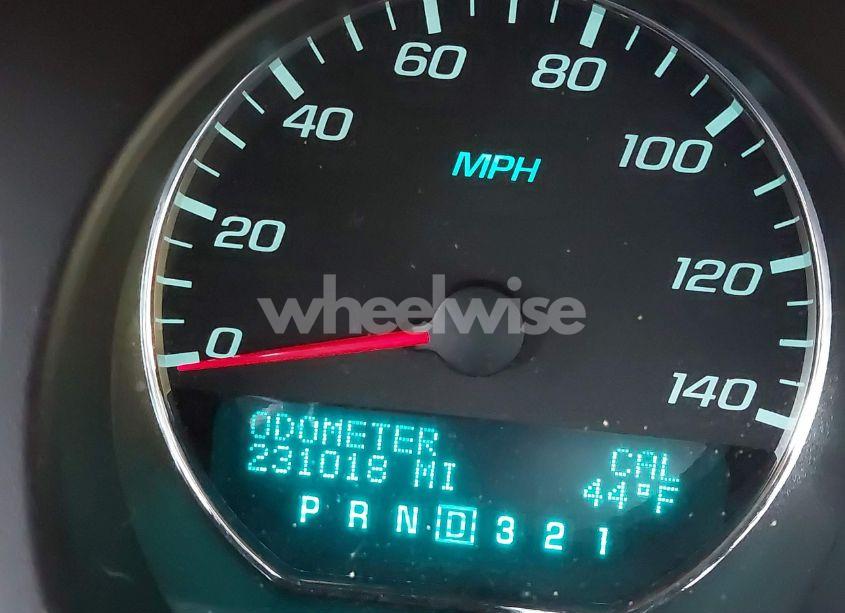 60
80
40
100
MPH
20
120
wheelwise
0
140
ODOMETER
231018 MI
CAL
44°F
P R N D 3 2 1